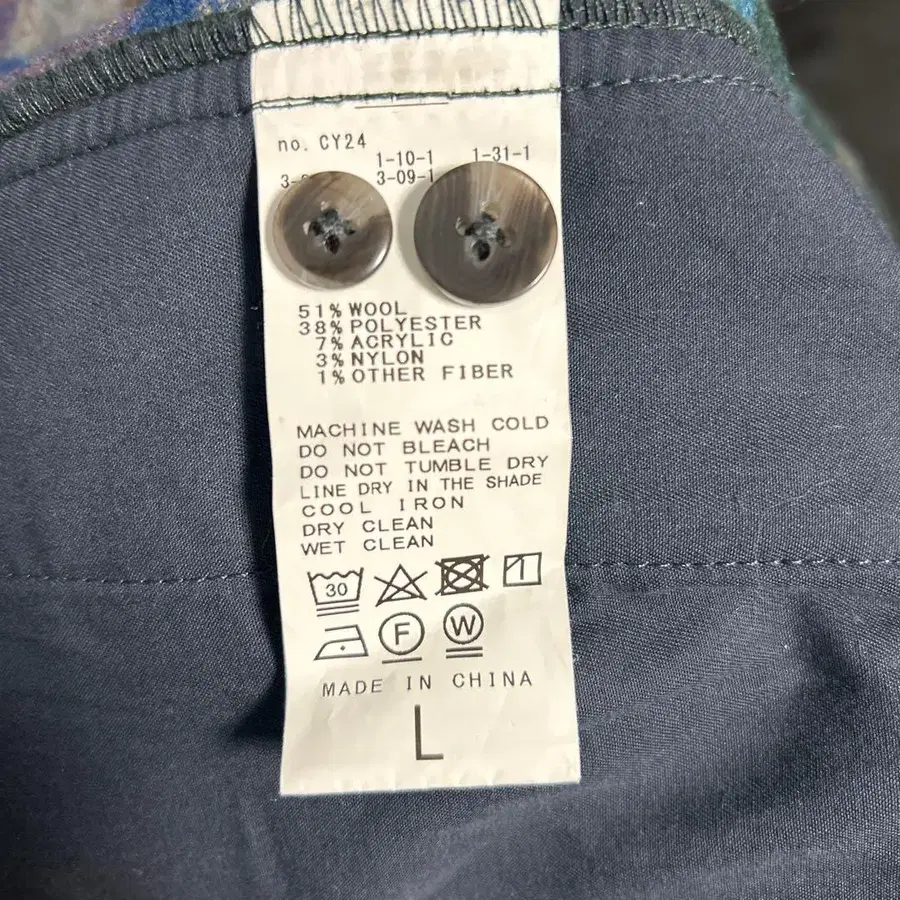 no. CY24
1-10-1 1-31-1
3-09-1
51% WOOL
38% POLYESTER
7% ACRYLIC
3% NYLON
1% OTHER FIBER
MACHINE WASH COLD
DO NOT BLEACH
DO NOT TUMBLE DRY
LINE DRY IN THE SHADE
COOL IRON
DRY CLEAN
WET CLEAN
30
F W
MADE IN CHINA
L